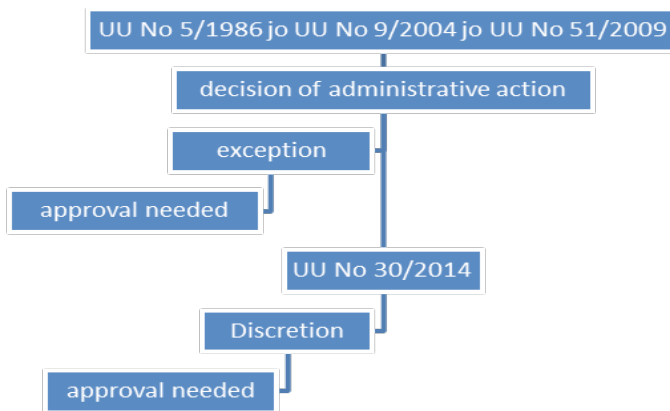 UU No 5/1986 jo UU No 9/2004 jo UU No 51/2009
decision of administrative action
exception
approval needed
UU No 30/2014
Discretion
approval needed